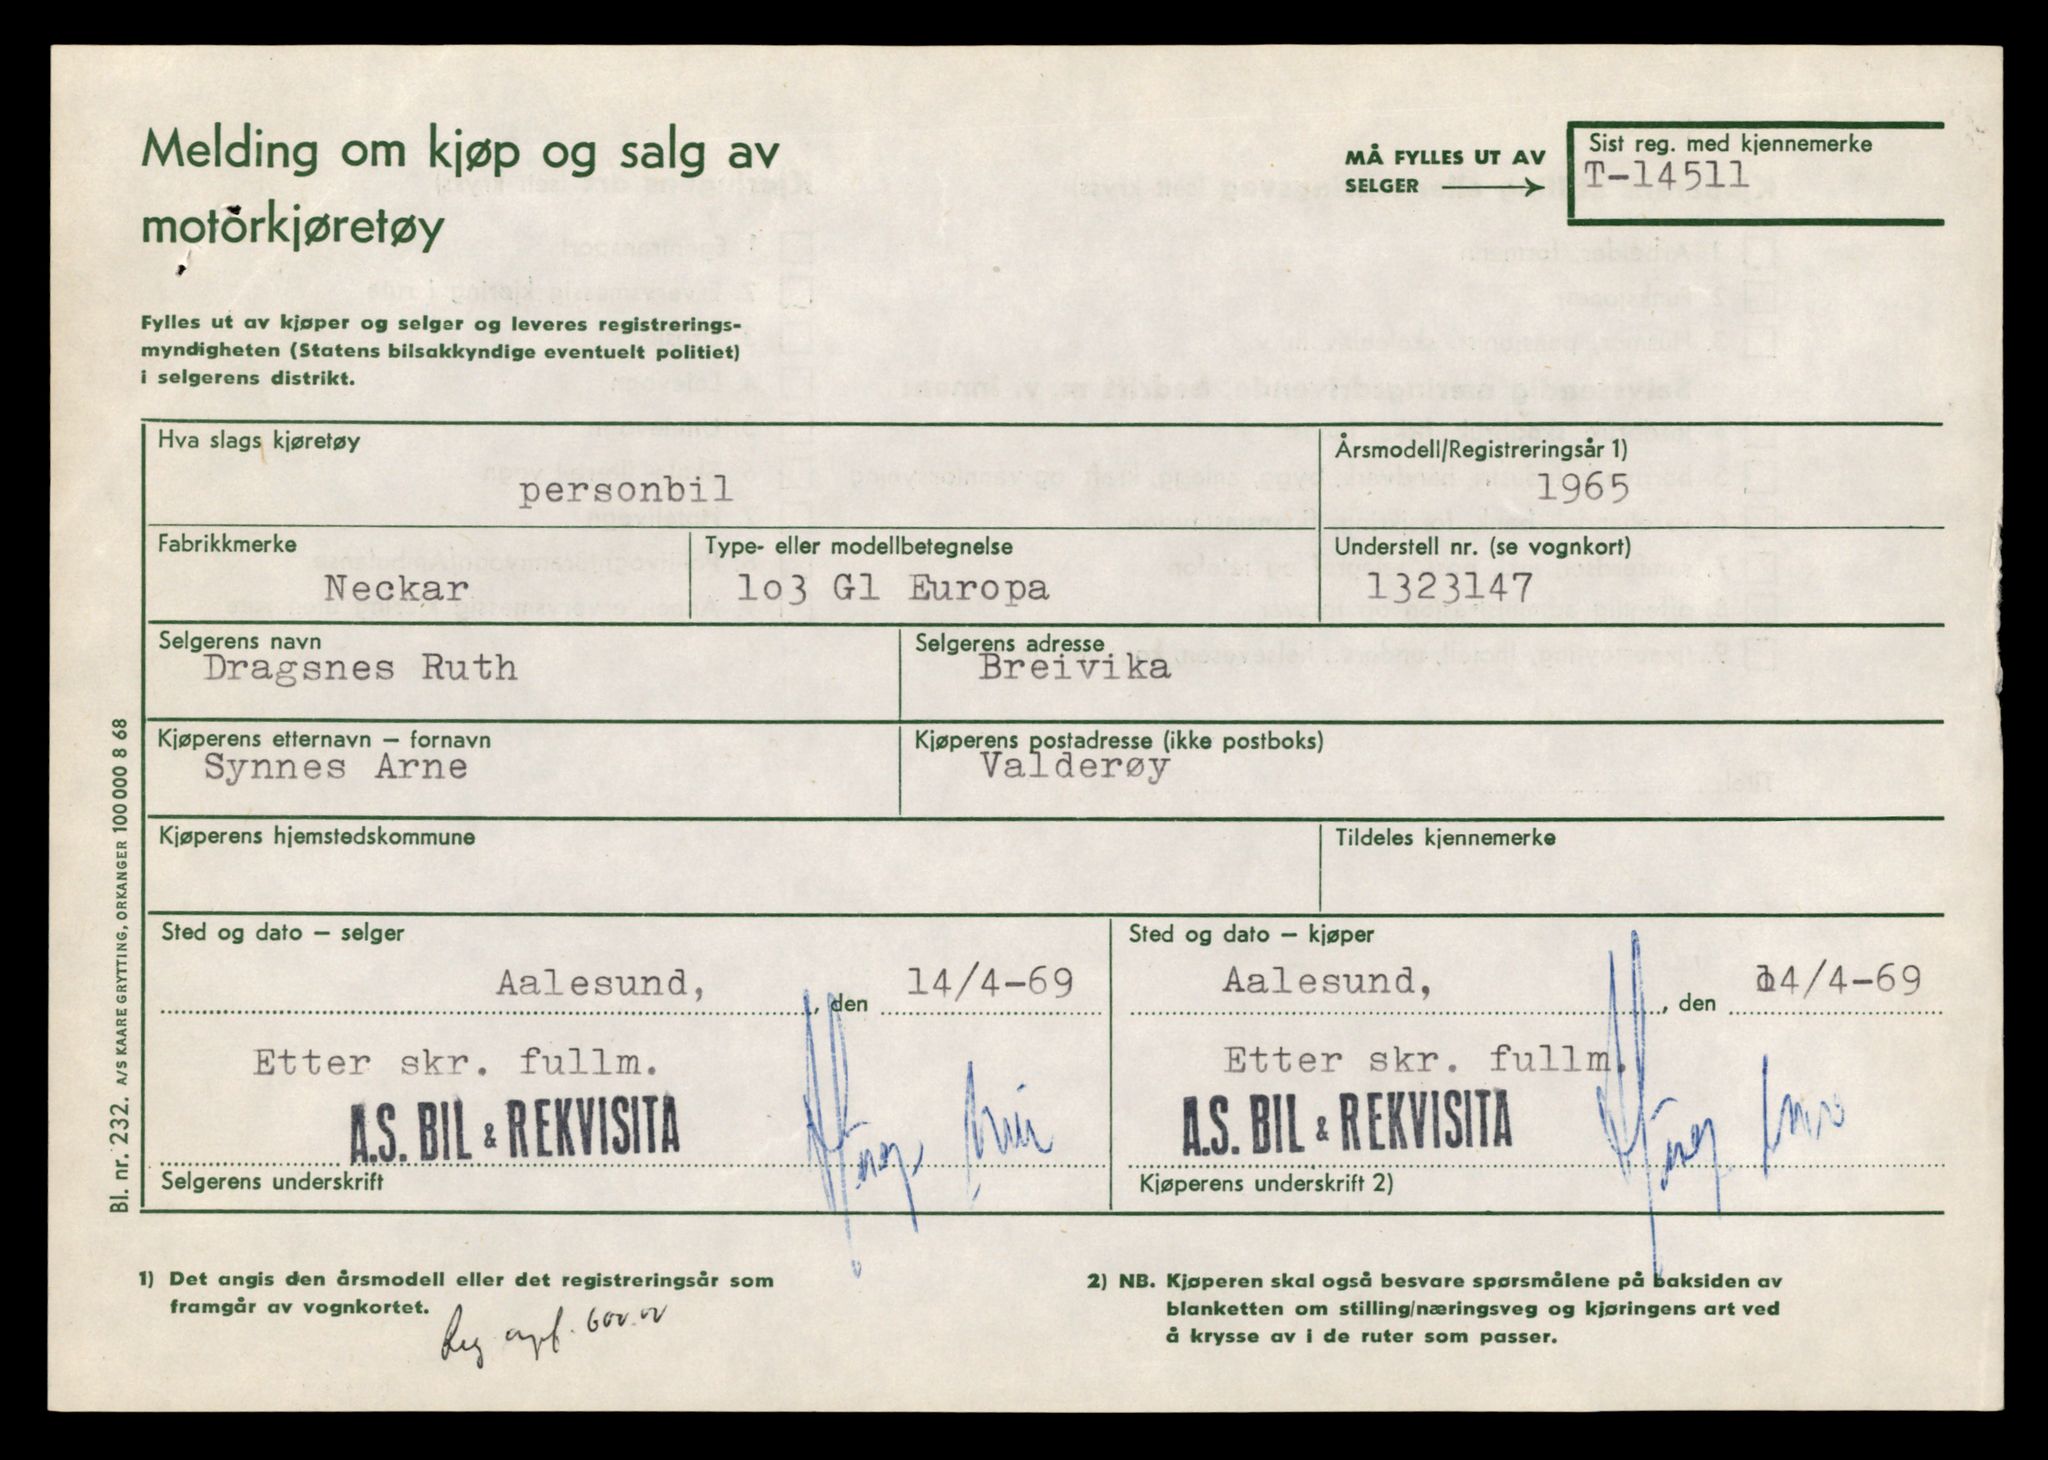 Melding om kjøp og salg av
motorkjøretøy
MÅ FYLLES UT AV
SELGER
Sist reg. med kjennemerke
T-14511
Fylles ut av kjøper og selger og leveres registrerings-
myndigheten (Statens bilsakkyndige eventuelt politiet)
i selgerens distrikt.
Hva slags kjøretøy
personbil
Årsmodell/Registreringsår 1)
1965
Fabrikkmerke
Neckar
Type- eller modellbetegnelse
1o3 Gl Europa
Understell nr. (se vognkort)
1323147
Selgerens navn
Dragsnes Ruth
Selgerens adresse
Breivika
Kjøperens etternavn – fornavn
Synnes Arne
Kjøperens postadresse (ikke postboks)
Valderøy
Kjøperens hjemstedskommune
Tildeles kjennemerke
Sted og dato – selger
Aalesund, , den 14/4-69
Etter skr. fullm.
A.S. BIL & REKVISITA
Selgerens underskrift
Sted og dato – kjøper
Aalesund, , den 14/4-69
Etter skr. fullm.
A.S. BIL & REKVISITA
Kjøperens underskrift 2)
1) Det angis den årsmodell eller det registreringsår som
framgår av vognkortet.
2) NB. Kjøperen skal også besvare spørsmålene på baksiden av
blanketten om stilling/næringsveg og kjøringens art ved
å krysse av i de ruter som passer.
Reg avgf. 600.00
Bl. nr. 232. A/S KAARE GRYTTING, ORKANGER 100 000 8 68